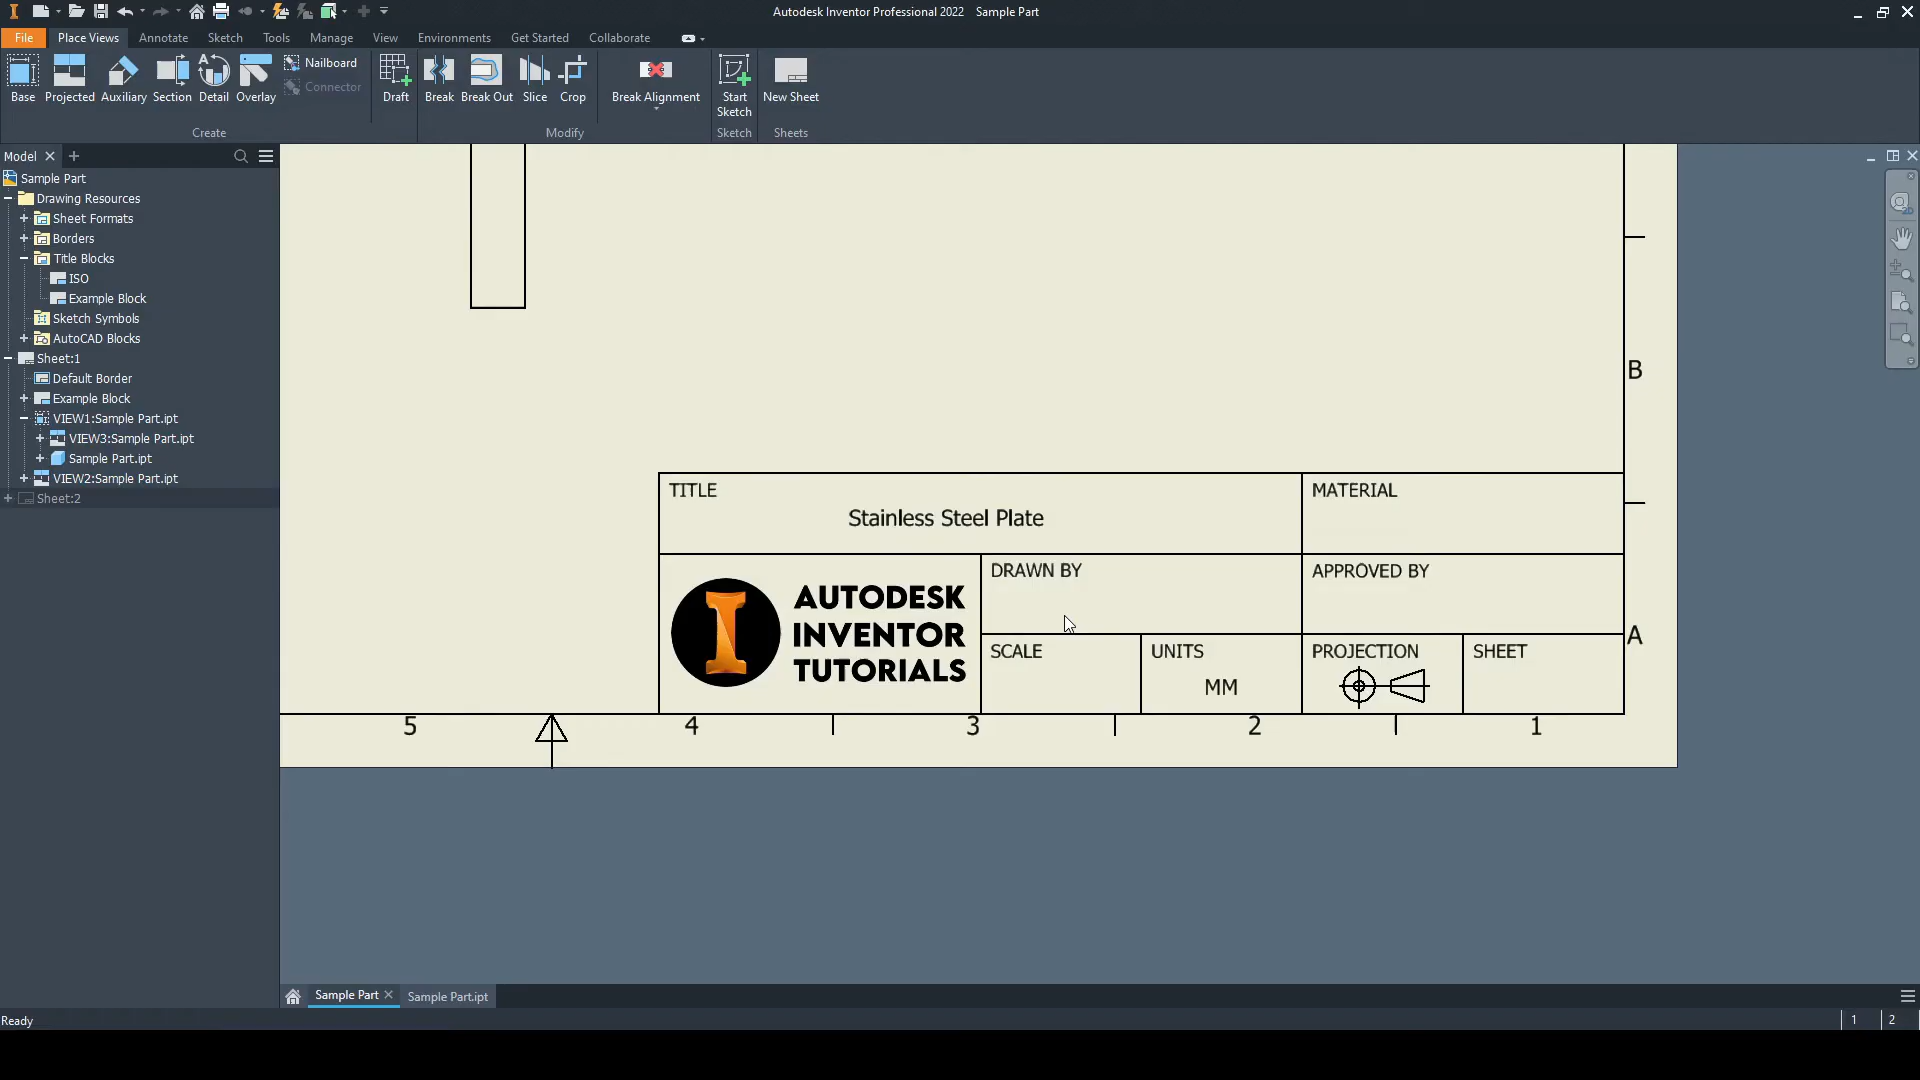 Autodesk Inventor Professional 2022 Sample Part
File Place Views Annotate Sketch Tools Manage View Environments Get Started Collaborate
Base Projected Auxiliary Section Detail Overlay Nailboard Connector Draft Break Break Out Slice Crop Break Alignment Start Sketch New Sheet
Create Modify Sketch Sheets
Model
Sample Part
Drawing Resources
Sheet Formats
Borders
Title Blocks
ISO
Example Block
Sketch Symbols
AutoCAD Blocks
Sheet:1
Default Border
Example Block
VIEW1:Sample Part.ipt
VIEW3:Sample Part.ipt
Sample Part.ipt
VIEW2:Sample Part.ipt
Sheet:2
B
TITLE
Stainless Steel Plate
MATERIAL
AUTODESK
INVENTOR
TUTORIALS
DRAWN BY
APPROVED BY
SCALE
UNITS
MM
PROJECTION
SHEET
A
5 4 3 2 1
Sample Part Sample Part.ipt
Ready
1 2